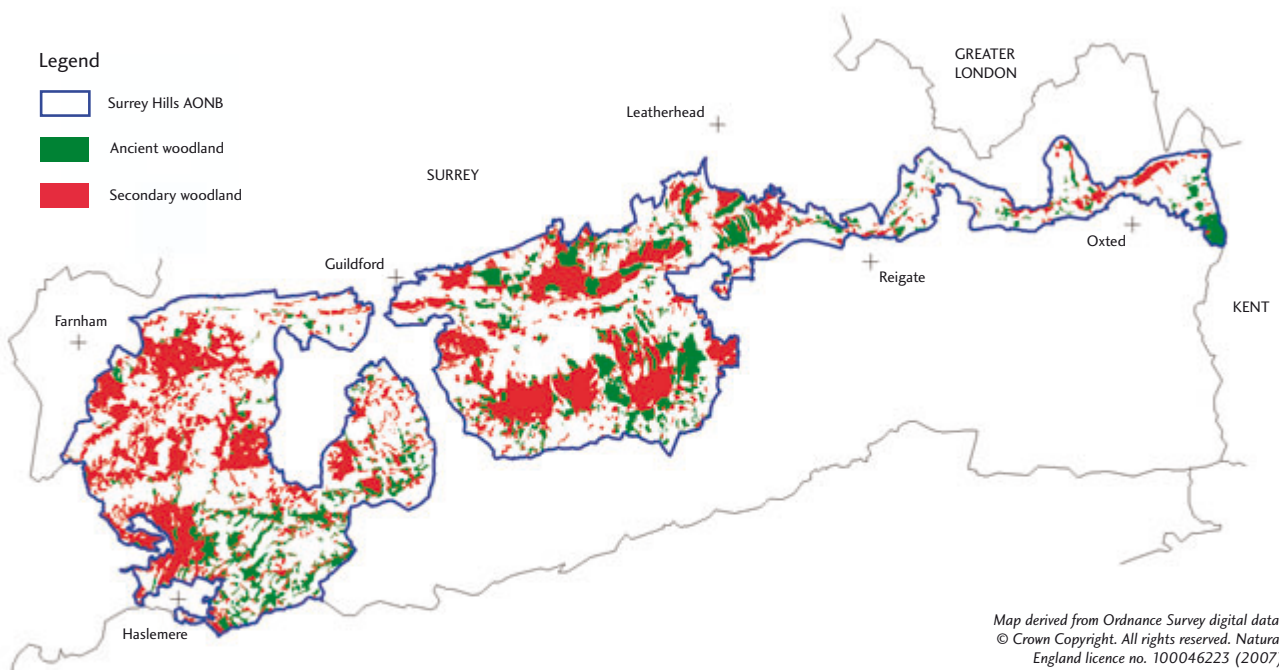 Legend
Surrey Hills AONB
Ancient woodland
Secondary woodland
GREATER
LONDON
Leatherhead
SURREY
Guildford
Oxted
Reigate
Farnham
KENT
Haslemere
Map derived from Ordnance Survey digital data
© Crown Copyright. All rights reserved. Natura
England licence no. 100046223 (2007)